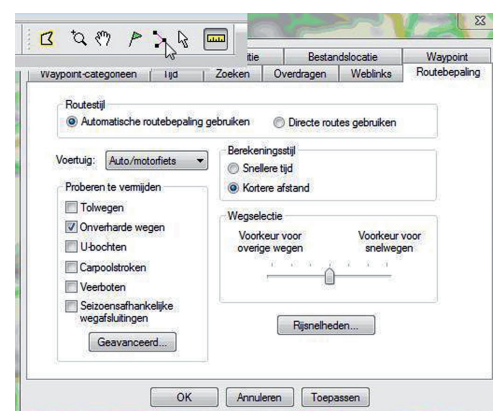 itie Bestandslocatie Waypoint
Waypoint-categorieën Tijd Zoeken Overdragen Weblinks Routebepaling
Routestijl
Automatische routebepaling gebruiken Directe routes gebruiken
Voertuig: Auto/motorfiets
Berekeningsstijl
Snellere tijd
Kortere afstand
Proberen te vermijden
Tolwegen
Onverharde wegen
U-bochten
Carpoolstroken
Veerboten
Seizoensafhankelijke
wegafsluitingen
Geavanceerd...
Wegselectie
Voorkeur voor Voorkeur voor
overige wegen snelwegen
Rijsnelheden...
OK Annuleren Toepassen